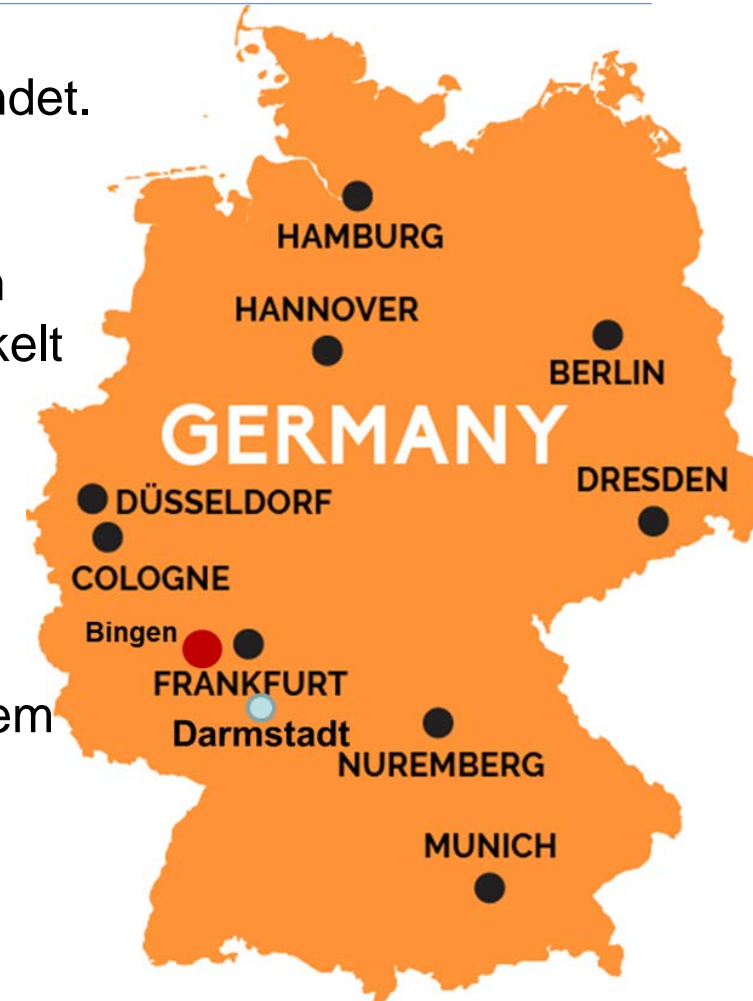 ndet.
HAMBURG
HANNOVER
kelt
BERLIN
GERMANY
DRESDEN
DÜSSELDORF
COLOGNE
Bingen
FRANKFURT
em
Darmstadt
NUREMBERG
MUNICH